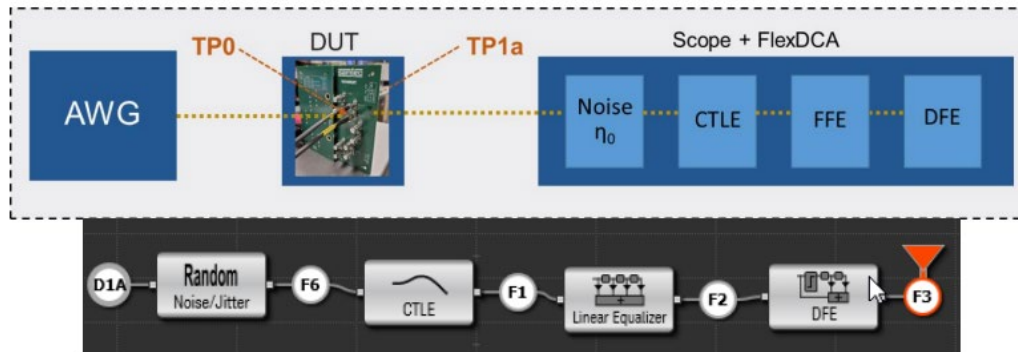 TP0
DUT
TP1a
Scope + FlexDCA
AWG
Noise
η₀
CTLE
FFE
DFE
D1A
Random
Noise/Jitter
F6
CTLE
F1
Linear Equalizer
F2
DFE
F3